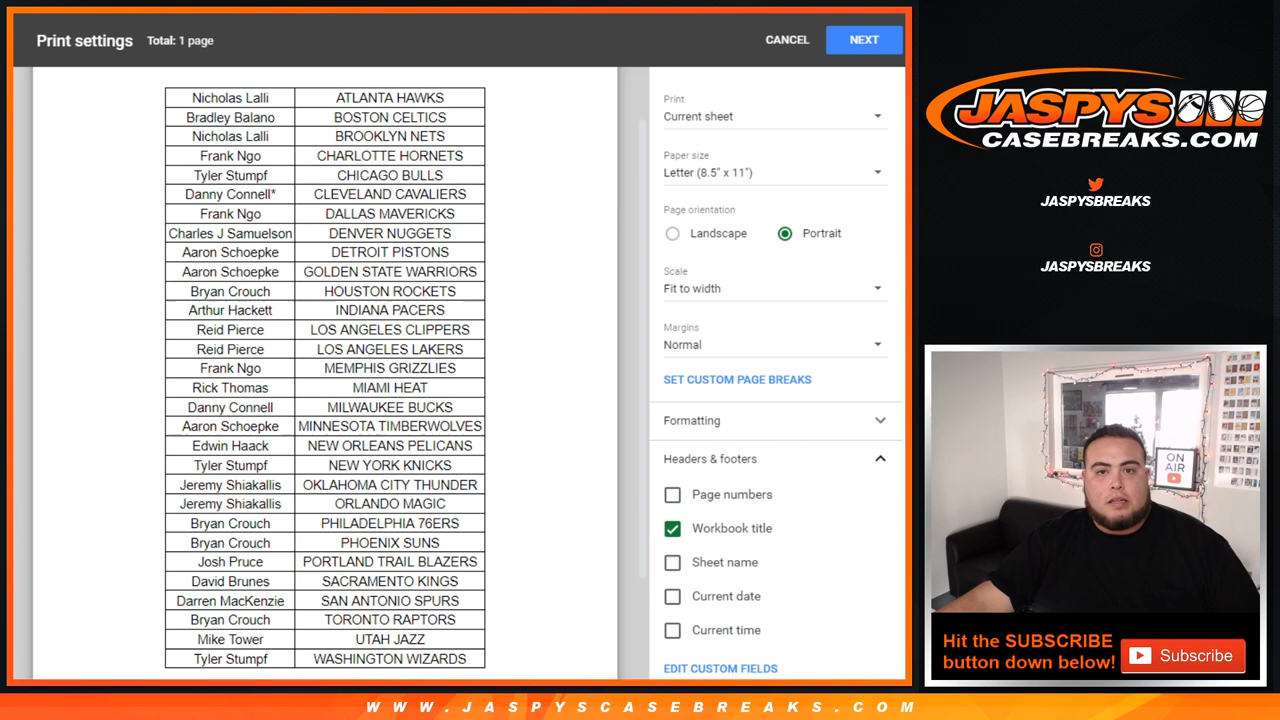 Print settings Total: 1 page
CANCEL NEXT
Nicholas Lalli ATLANTA HAWKS
Bradley Balano BOSTON CELTICS
Nicholas Lalli BROOKLYN NETS
Frank Ngo CHARLOTTE HORNETS
Tyler Stumpf CHICAGO BULLS
Danny Connell* CLEVELAND CAVALIERS
Frank Ngo DALLAS MAVERICKS
Charles J Samuelson DENVER NUGGETS
Aaron Schoepke DETROIT PISTONS
Aaron Schoepke GOLDEN STATE WARRIORS
Bryan Crouch HOUSTON ROCKETS
Arthur Hackett INDIANA PACERS
Reid Pierce LOS ANGELES CLIPPERS
Reid Pierce LOS ANGELES LAKERS
Frank Ngo MEMPHIS GRIZZLIES
Rick Thomas MIAMI HEAT
Danny Connell MILWAUKEE BUCKS
Aaron Schoepke MINNESOTA TIMBERWOLVES
Edwin Haack NEW ORLEANS PELICANS
Tyler Stumpf NEW YORK KNICKS
Jeremy Shiakallis OKLAHOMA CITY THUNDER
Jeremy Shiakallis ORLANDO MAGIC
Bryan Crouch PHILADELPHIA 76ERS
Bryan Crouch PHOENIX SUNS
Josh Pruce PORTLAND TRAIL BLAZERS
David Brunes SACRAMENTO KINGS
Darren MacKenzie SAN ANTONIO SPURS
Bryan Crouch TORONTO RAPTORS
Mike Tower UTAH JAZZ
Tyler Stumpf WASHINGTON WIZARDS
Print
Current sheet
Paper size
Letter (8.5" x 11")
Page orientation
Landscape Portrait
Scale
Fit to width
Margins
Normal
SET CUSTOM PAGE BREAKS
Formatting
Headers & footers
Page numbers
Workbook title
Sheet name
Current date
Current time
EDIT CUSTOM FIELDS
JASPYS
CASEBREAKS.COM
JASPYSBREAKS
JASPYSBREAKS
ON
AIR
Hit the SUBSCRIBE
button down below!
Subscribe
WWW.JASPYSCASEBREAKS.COM